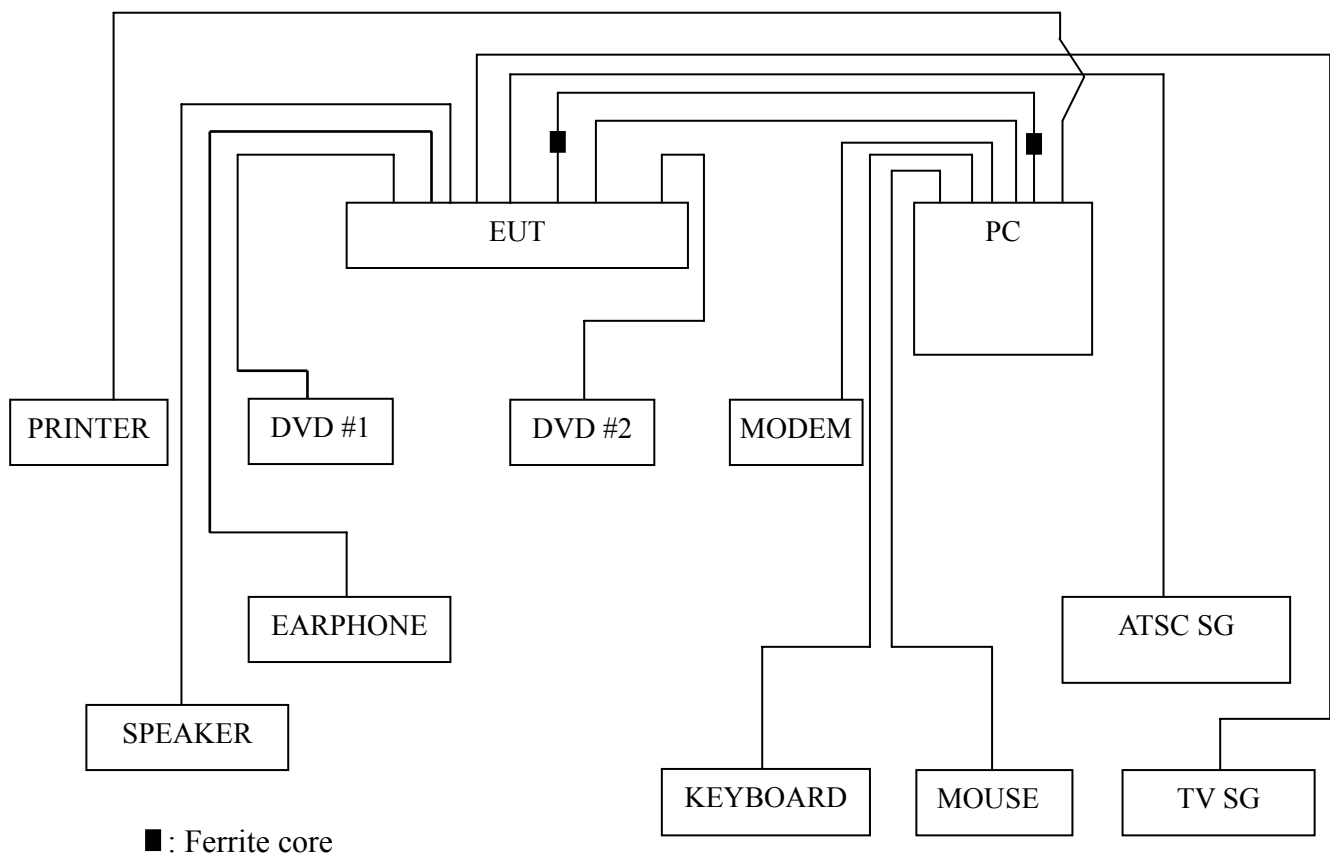 EUT
PC
PRINTER
DVD #1
DVD #2
MODEM
EARPHONE
ATSC SG
SPEAKER
KEYBOARD
MOUSE
TV SG
: Ferrite core